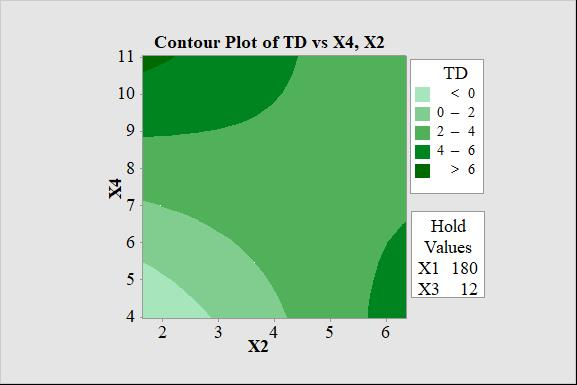 Contour Plot of TD vs X4, X2
11
10
9
8
7
6
5
4
X4
2
3
4
5
6
X2
TD
< 0
0 – 2
2 – 4
4 – 6
> 6
Hold
Values
X1 180
X3 12